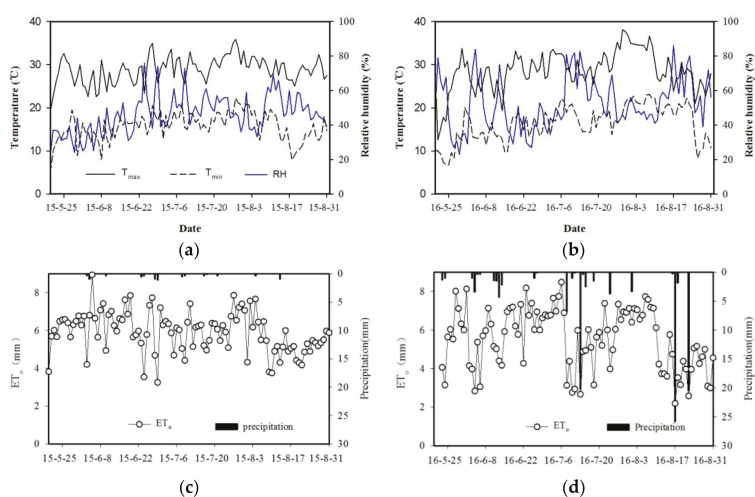 40
30
20
10
0
Temperature (℃)
100
80
60
40
20
0
Relative humidity (%)
Tmax
Tmin
RH
15-5-25 15-6-8 15-6-22 15-7-6 15-7-20 15-8-3 15-8-17 15-8-31
Date
(a)
40
30
20
10
0
Temperature (℃)
100
80
60
40
20
0
Relative humidity (%)
16-5-25 16-6-8 16-6-22 16-7-6 16-7-20 16-8-3 16-8-17 16-8-31
Date
(b)
8
6
4
2
0
ETo (mm)
0
5
10
15
20
25
30
Precipitation(mm)
ETo
precipitation
15-5-25 15-6-8 15-6-22 15-7-6 15-7-20 15-8-3 15-8-17 15-8-31
(c)
8
6
4
2
0
ETo (mm)
0
5
10
15
20
25
30
Precipitation(mm)
ETo
Precipitation
16-5-25 16-6-8 16-6-22 16-7-6 16-7-20 16-8-3 16-8-17 16-8-31
(d)